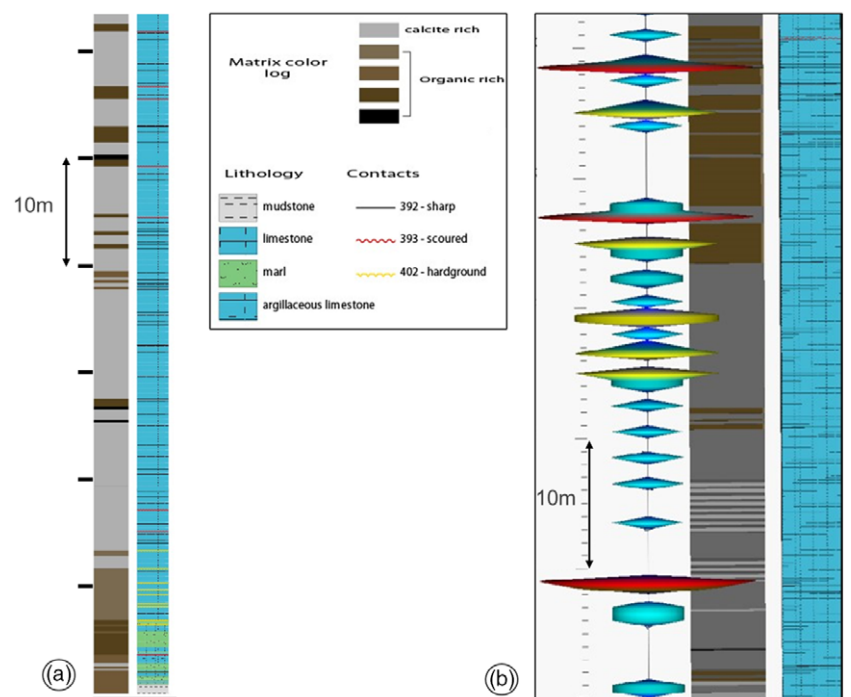 calcite rich
Matrix color
log
Organic rich
10m
Lithology
Contacts
mudstone
392 - sharp
limestone
393 - scoured
marl
402 - hardground
argillaceous limestone
10m
(a)
(b)